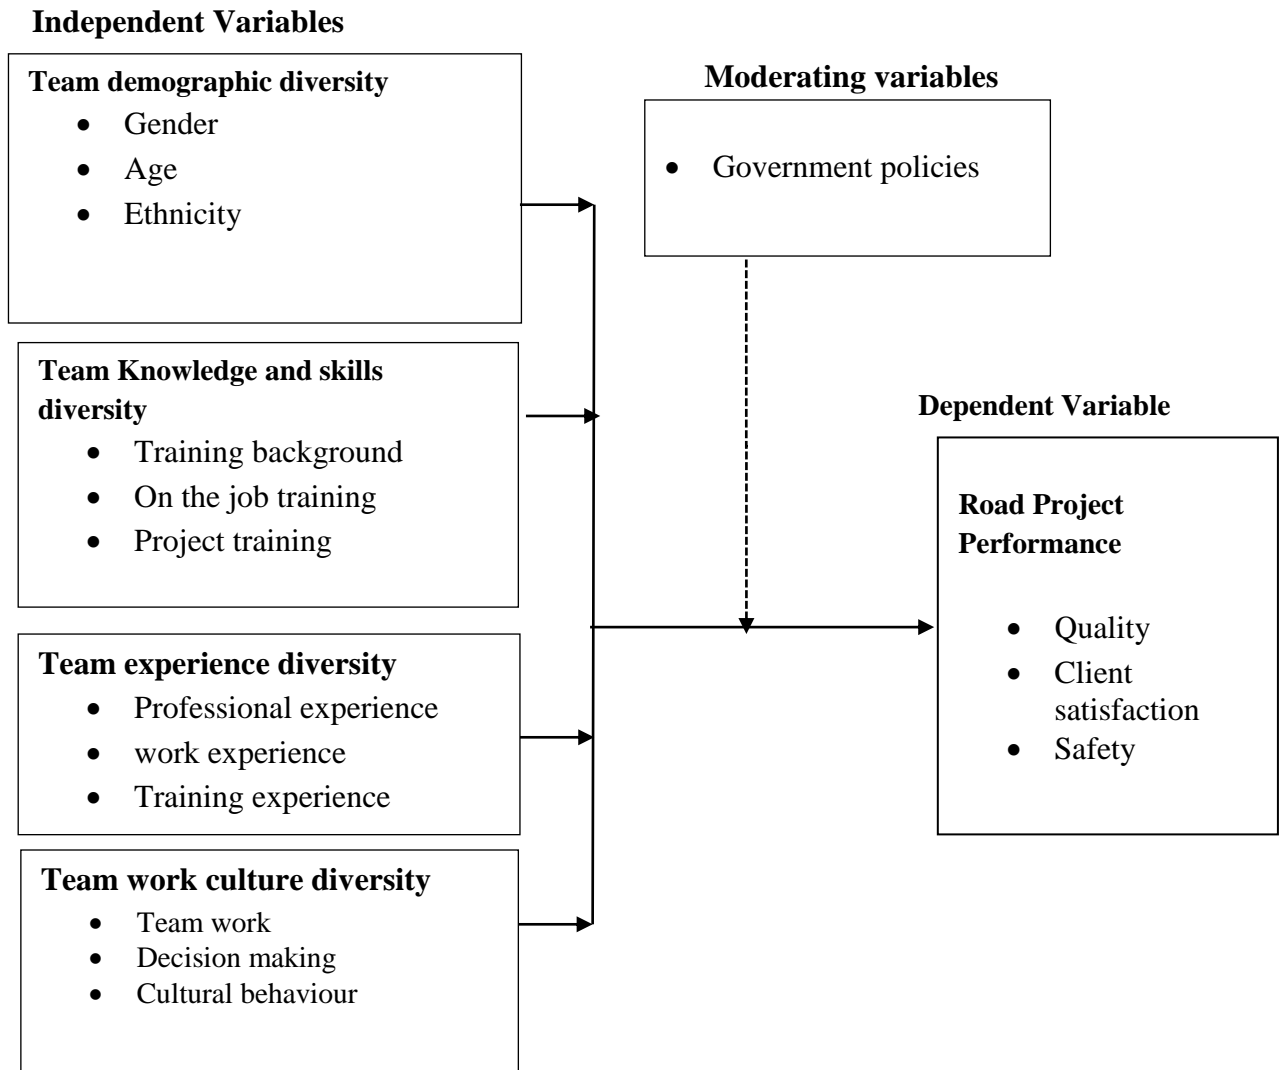 Independent Variables
Team demographic diversity
• Gender
• Age
• Ethnicity
Moderating variables
• Government policies
Team Knowledge and skills
diversity
• Training background
• On the job training
• Project training
Dependent Variable
Road Project
Performance
• Quality
• Client
satisfaction
• Safety
Team experience diversity
• Professional experience
• work experience
• Training experience
Team work culture diversity
• Team work
• Decision making
• Cultural behaviour